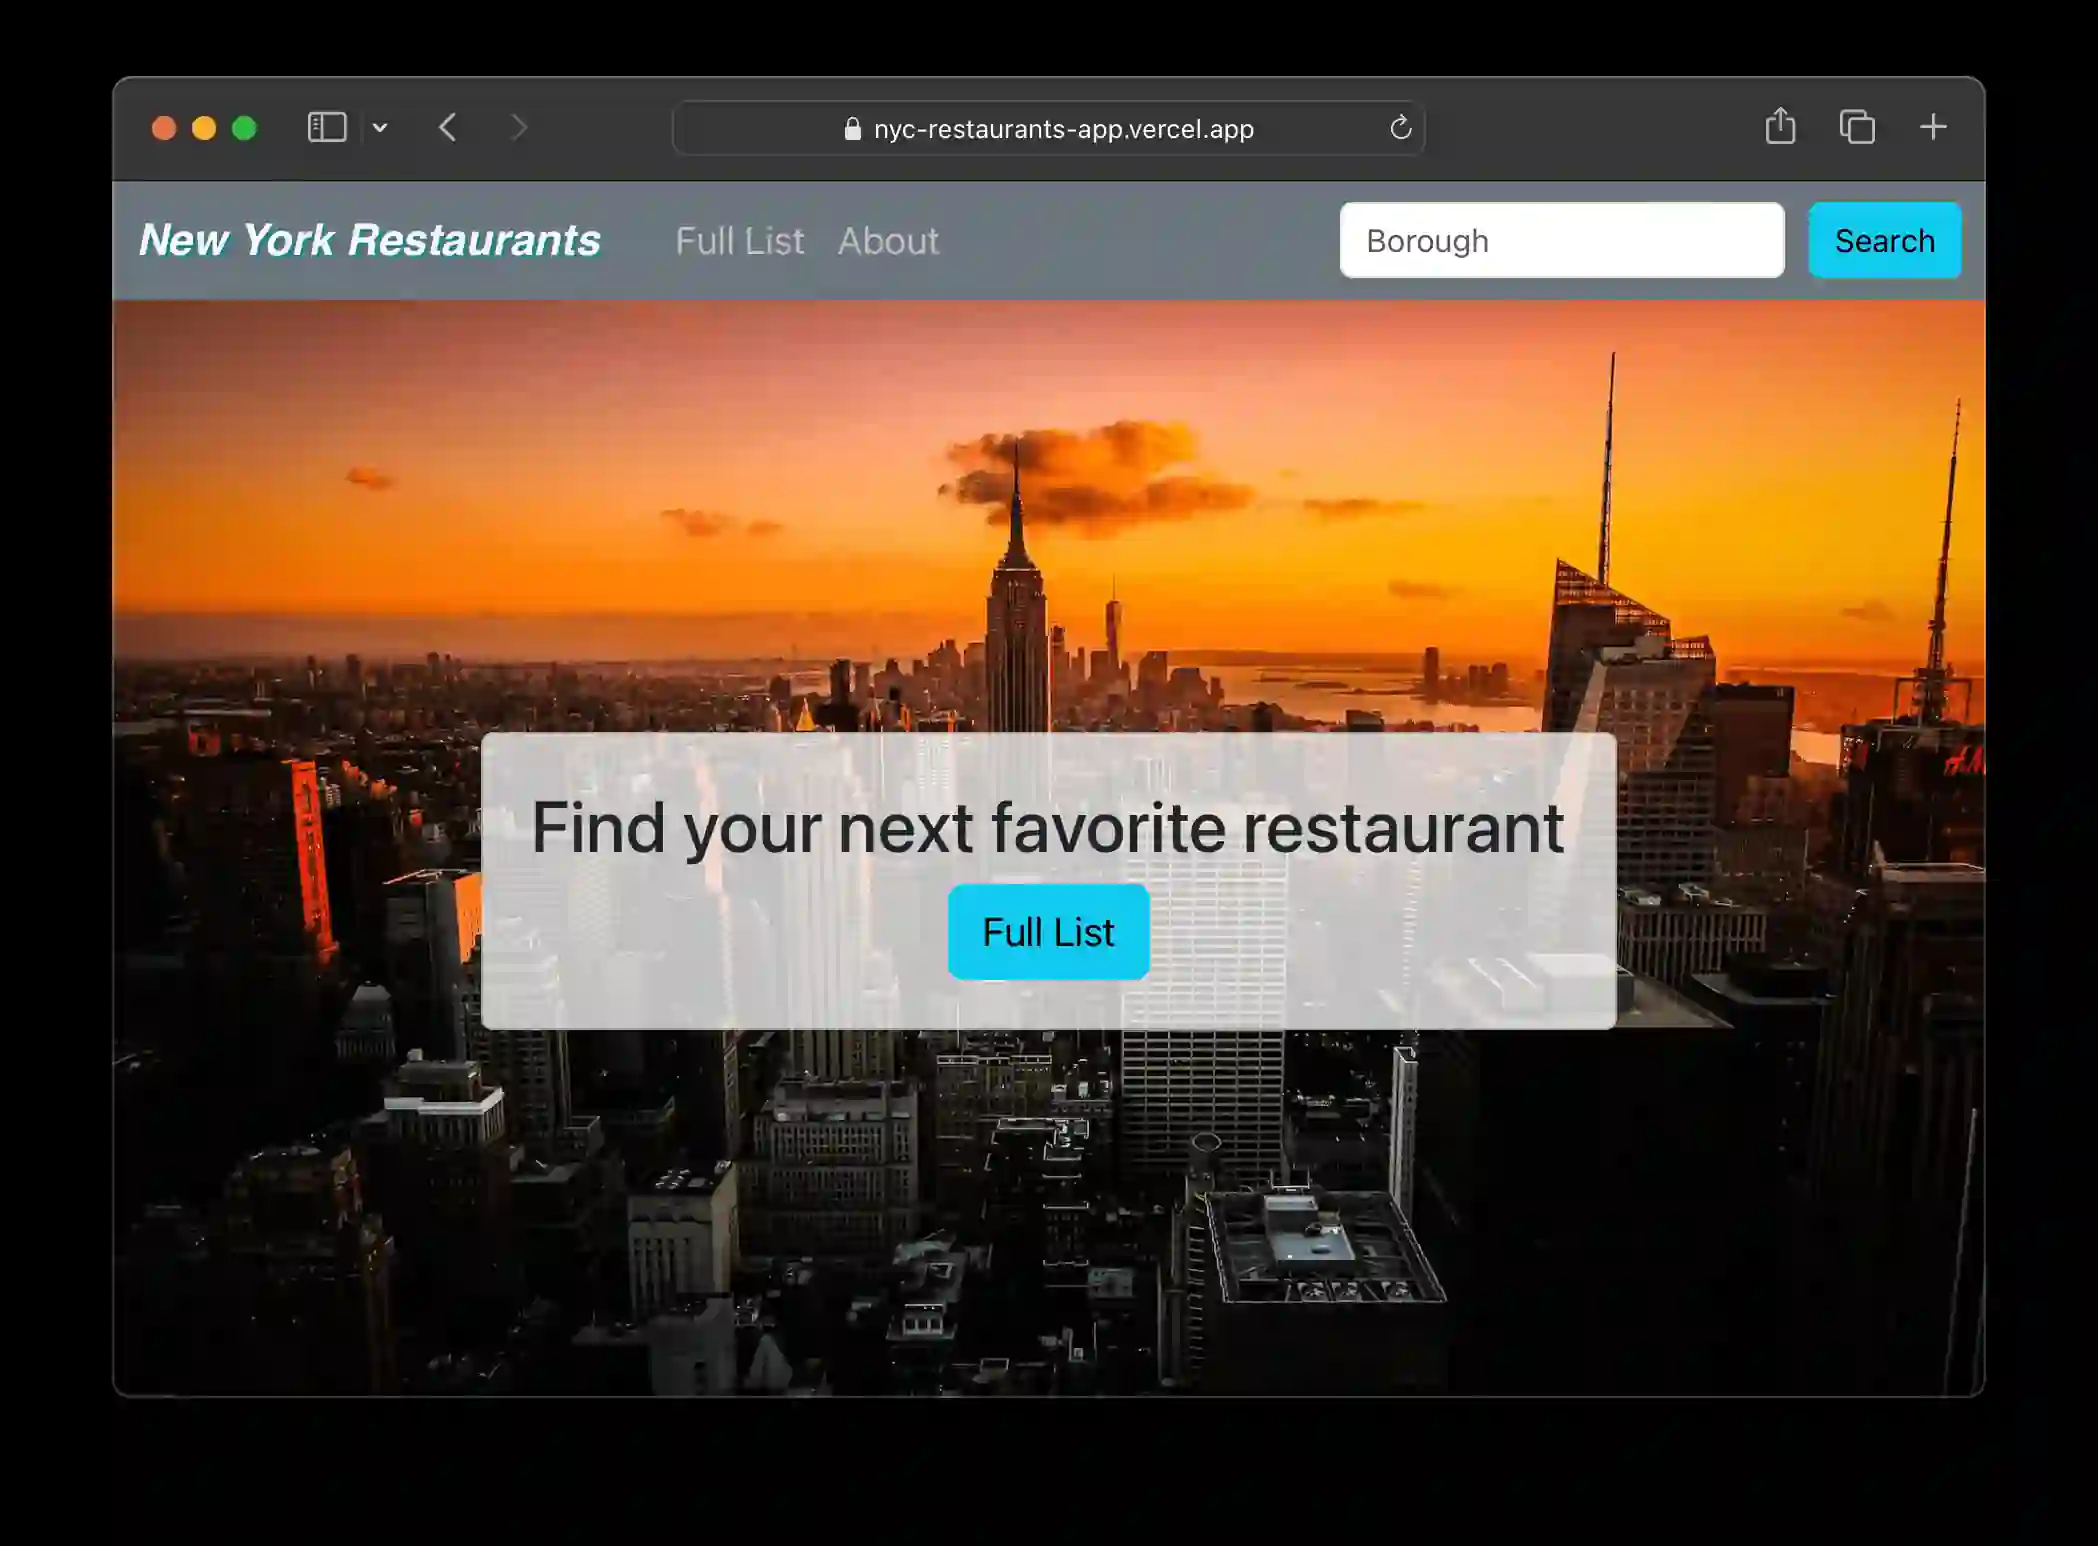 nyc-restaurants-app.vercel.app
New York Restaurants Full List About Borough Search
Find your next favorite restaurant
Full List